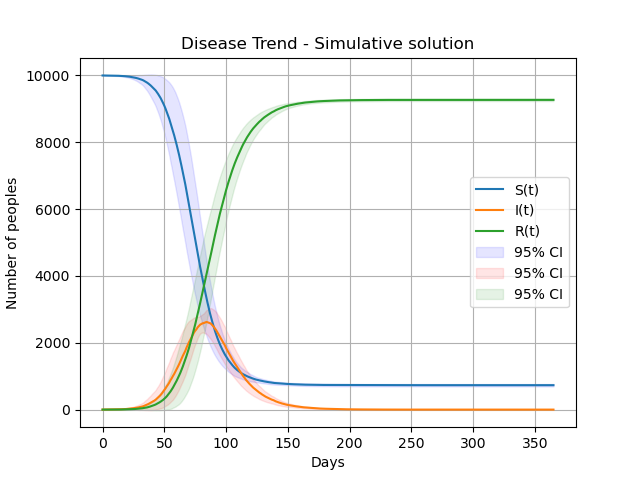 Disease Trend - Simulative solution
Number of peoples
10000
8000
6000
4000
2000
0
0 50 100 150 200 250 300 350
Days
S(t)
I(t)
R(t)
95% CI
95% CI
95% CI